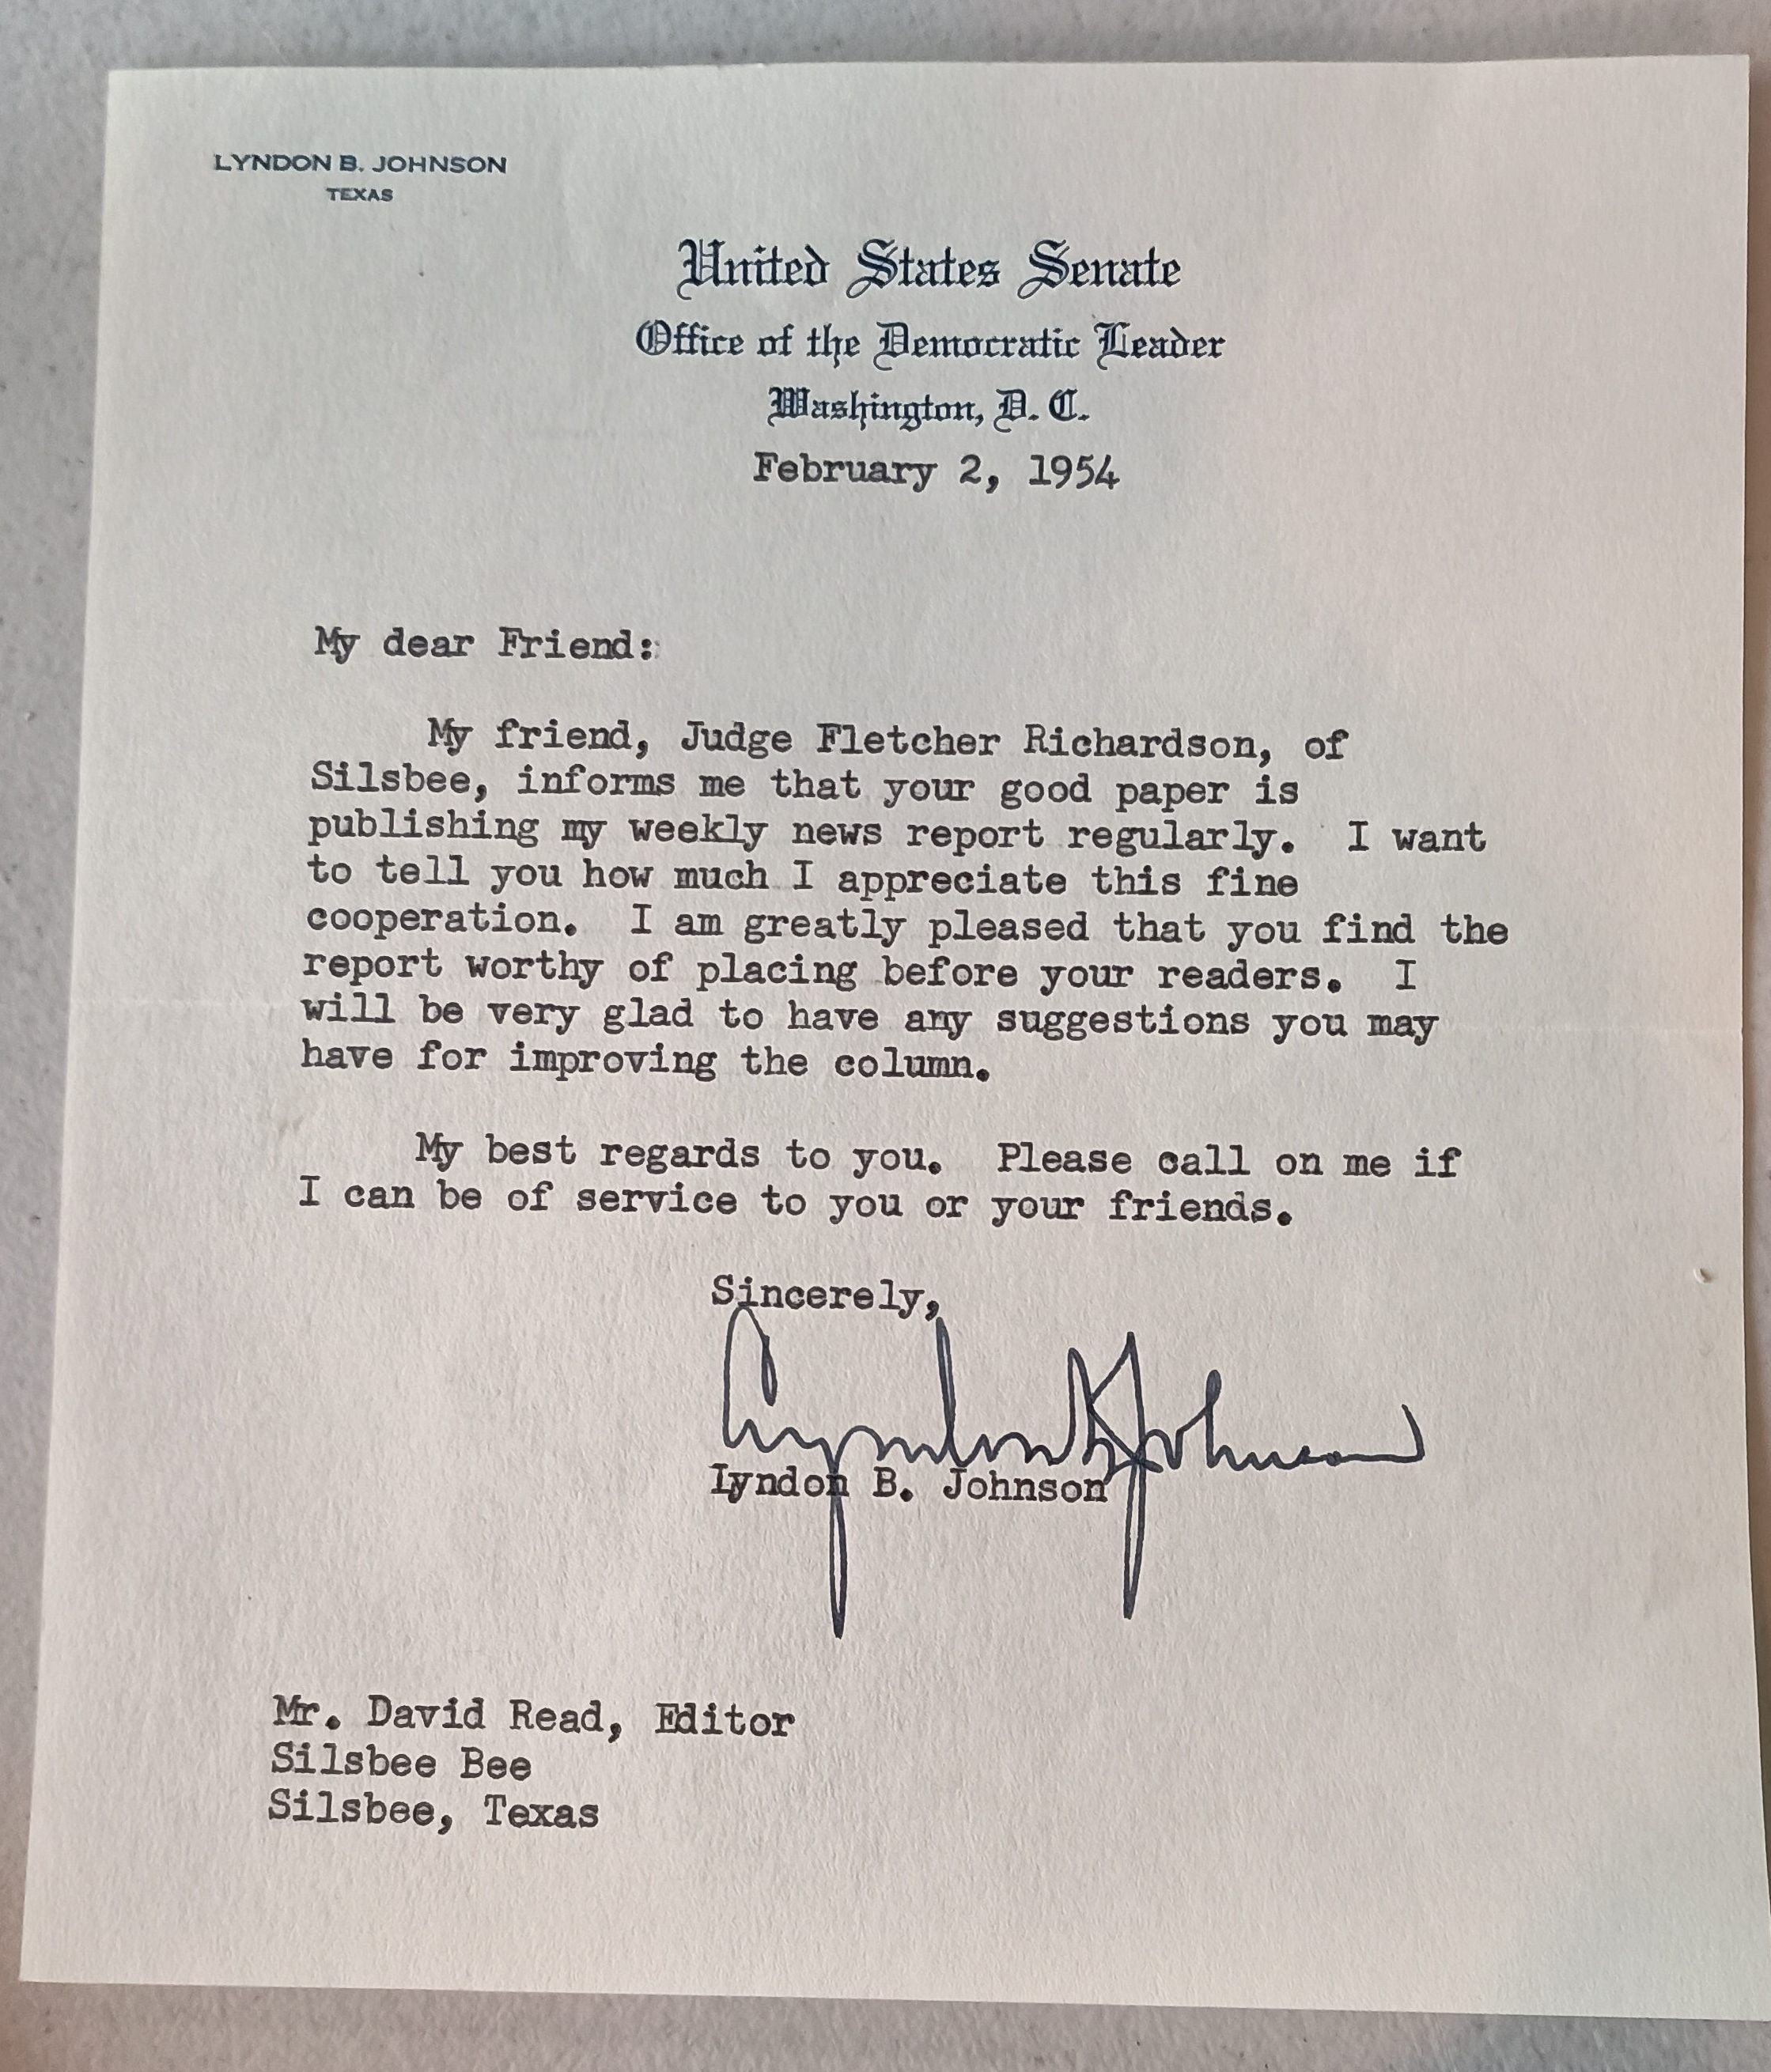 LYNDON B. JOHNSON
TEXAS
United States Senate
Office of the Democratic Leader
Washington, D. C.
February 2, 1954
My dear Friend:
My friend, Judge Fletcher Richardson, of
Silsbee, informs me that your good paper is
publishing my weekly news report regularly. I want
to tell you how much I appreciate this fine
cooperation. I am greatly pleased that you find the
report worthy of placing before your readers. I
will be very glad to have any suggestions you may
have for improving the column.
My best regards to you. Please call on me if
I can be of service to you or your friends.
Sincerely,
Lyndon B Johnson
Lyndon B. Johnson
Mr. David Read, Editor
Silsbee Bee
Silsbee, Texas